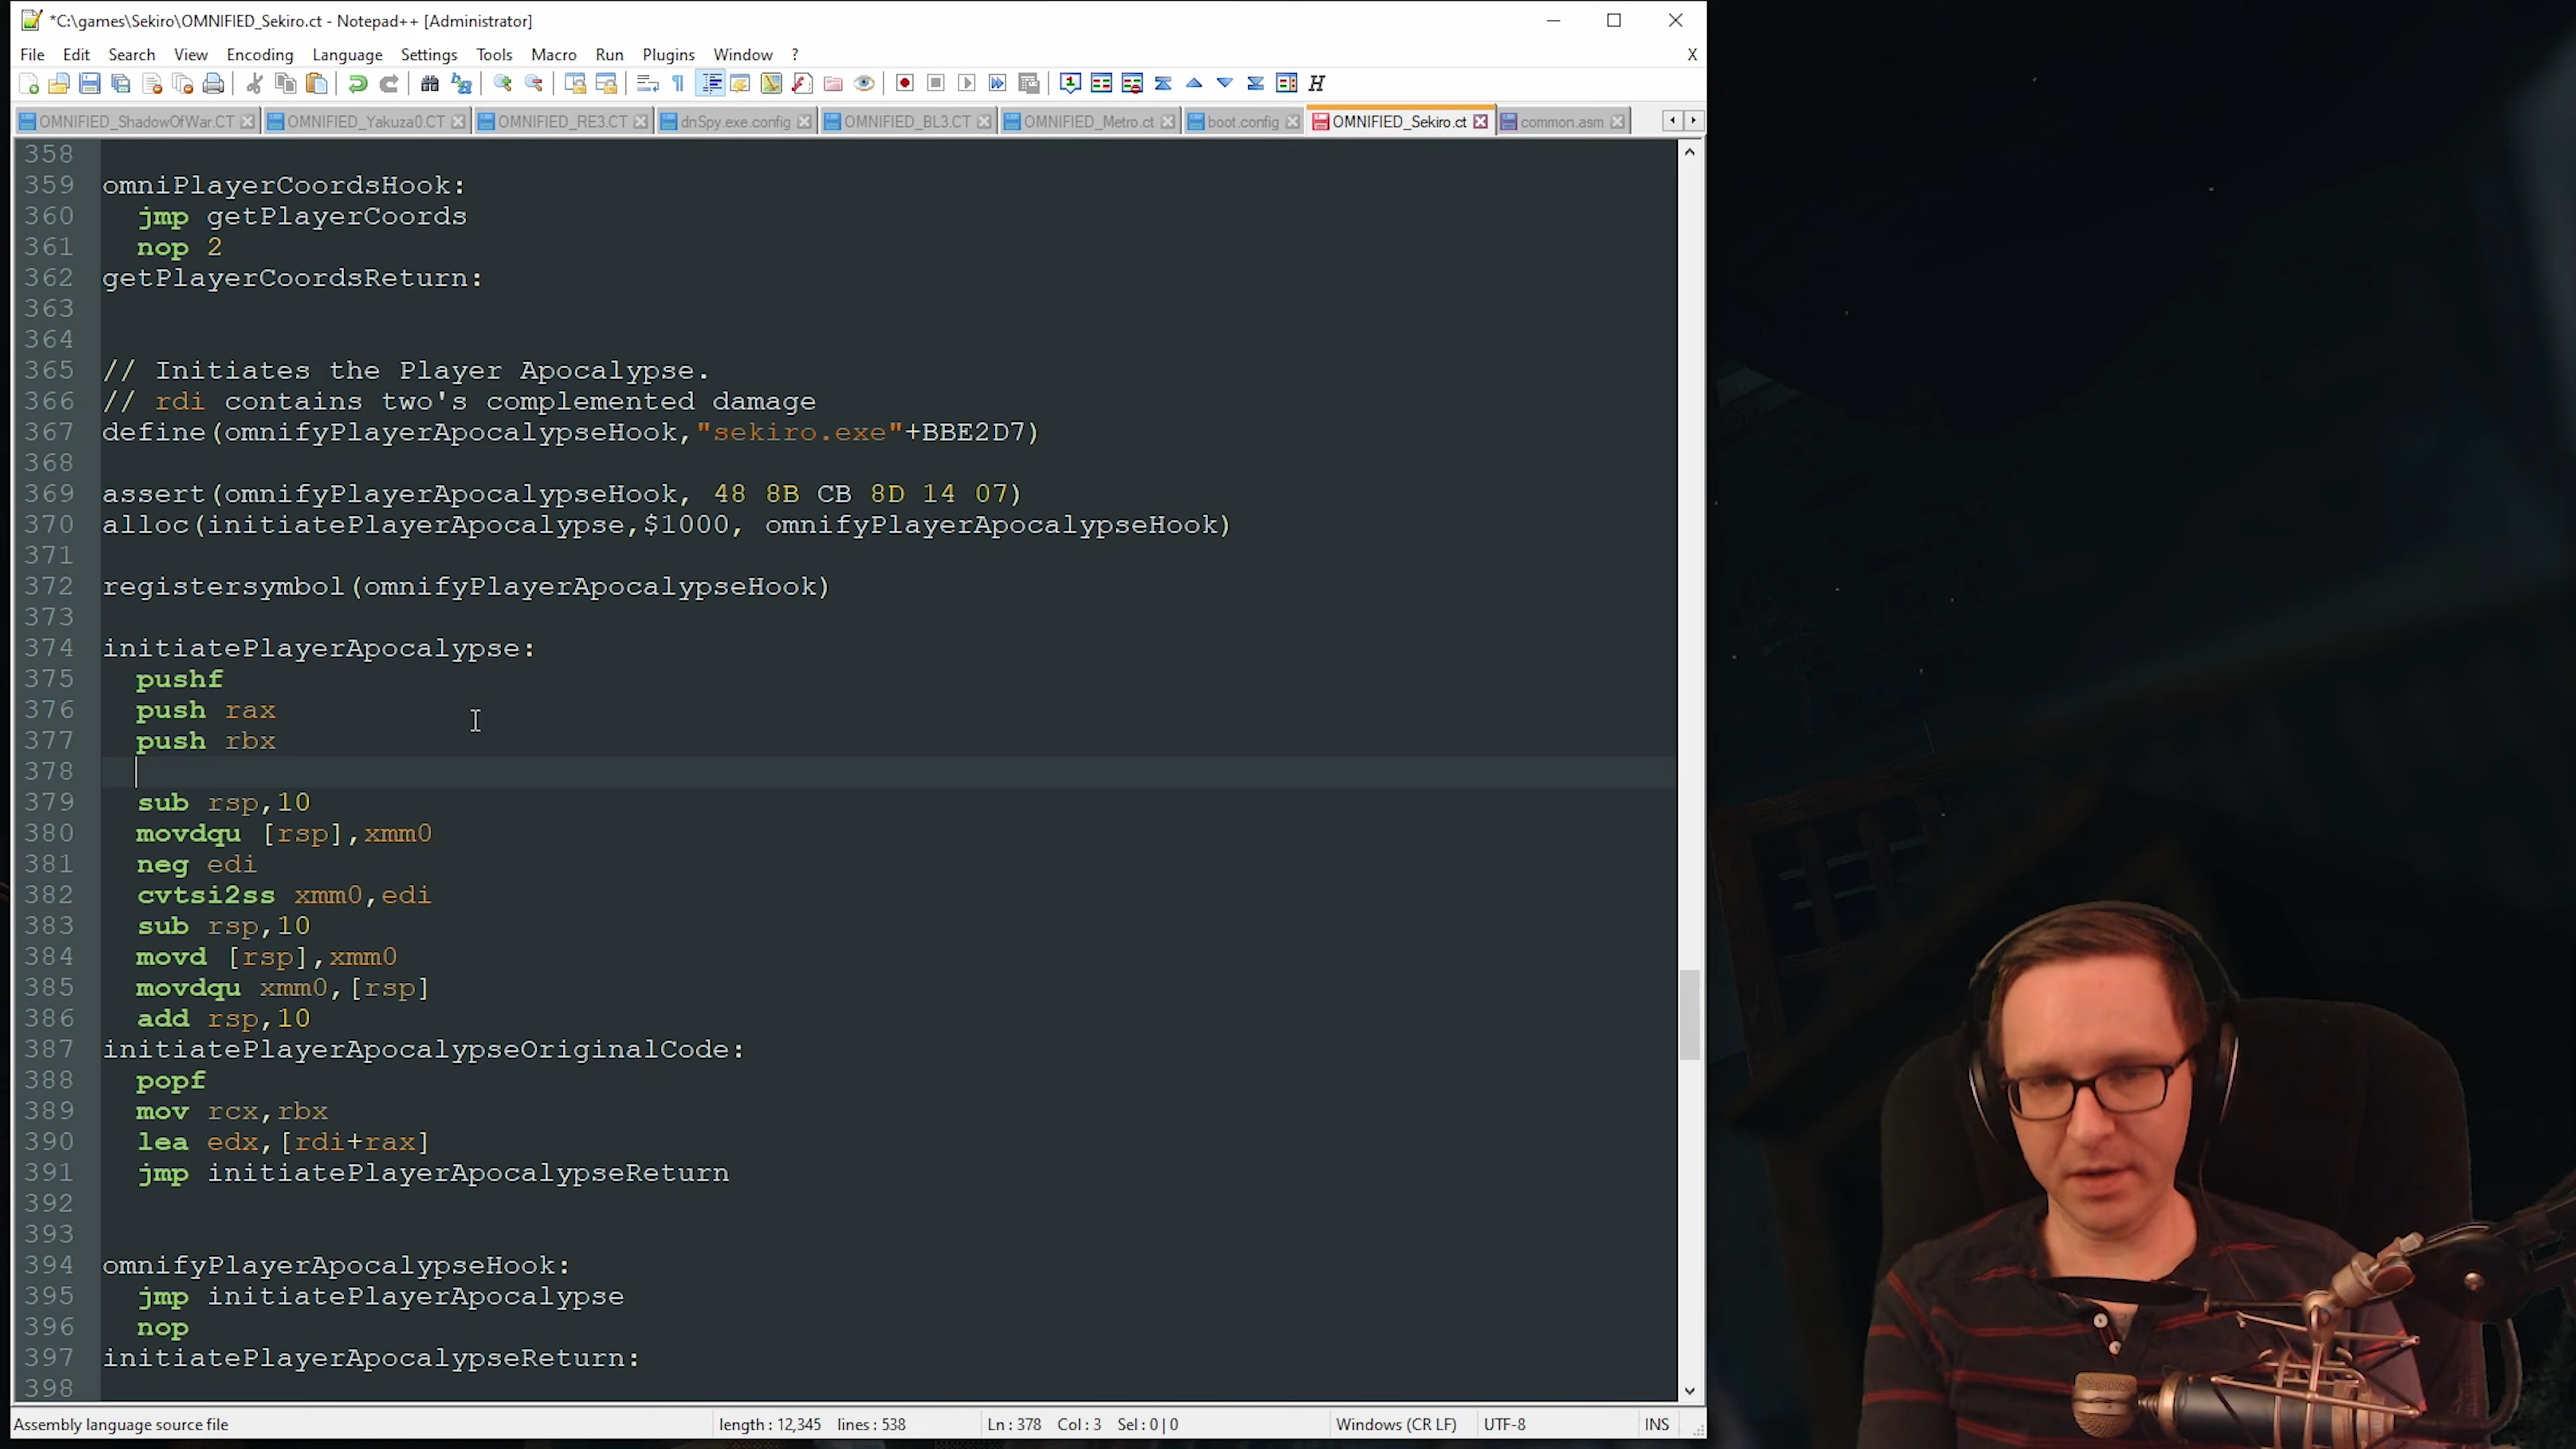 *C:\games\Sekiro\OMNIFIED_Sekiro.ct - Notepad++ [Administrator]
File Edit Search View Encoding Language Settings Tools Macro Run Plugins Window ? X
OMNIFIED_ShadowOfWar.CT OMNIFIED_Yakuza0.CT OMNIFIED_RE3.CT dnSpy.exe.config OMNIFIED_BL3.CT OMNIFIED_Metro.ct boot.config OMNIFIED_Sekiro.ct common.asm
358
359 omniPlayerCoordsHook:
360 jmp getPlayerCoords
361 nop 2
362 getPlayerCoordsReturn:
363
364
365 // Initiates the Player Apocalypse.
366 // rdi contains two's complemented damage
367 define(omnifyPlayerApocalypseHook,"sekiro.exe"+BBE2D7)
368
369 assert(omnifyPlayerApocalypseHook, 48 8B CB 8D 14 07)
370 alloc(initiatePlayerApocalypse,$1000, omnifyPlayerApocalypseHook)
371
372 registersymbol(omnifyPlayerApocalypseHook)
373
374 initiatePlayerApocalypse:
375 pushf
376 push rax
377 push rbx
378
379 sub rsp,10
380 movdqu [rsp],xmm0
381 neg edi
382 cvtsi2ss xmm0,edi
383 sub rsp,10
384 movd [rsp],xmm0
385 movdqu xmm0,[rsp]
386 add rsp,10
387 initiatePlayerApocalypseOriginalCode:
388 popf
389 mov rcx,rbx
390 lea edx,[rdi+rax]
391 jmp initiatePlayerApocalypseReturn
392
393
394 omnifyPlayerApocalypseHook:
395 jmp initiatePlayerApocalypse
396 nop
397 initiatePlayerApocalypseReturn:
398
Assembly language source file length : 12,345 lines : 538 Ln : 378 Col : 3 Sel : 0 | 0 Windows (CR LF) UTF-8 INS